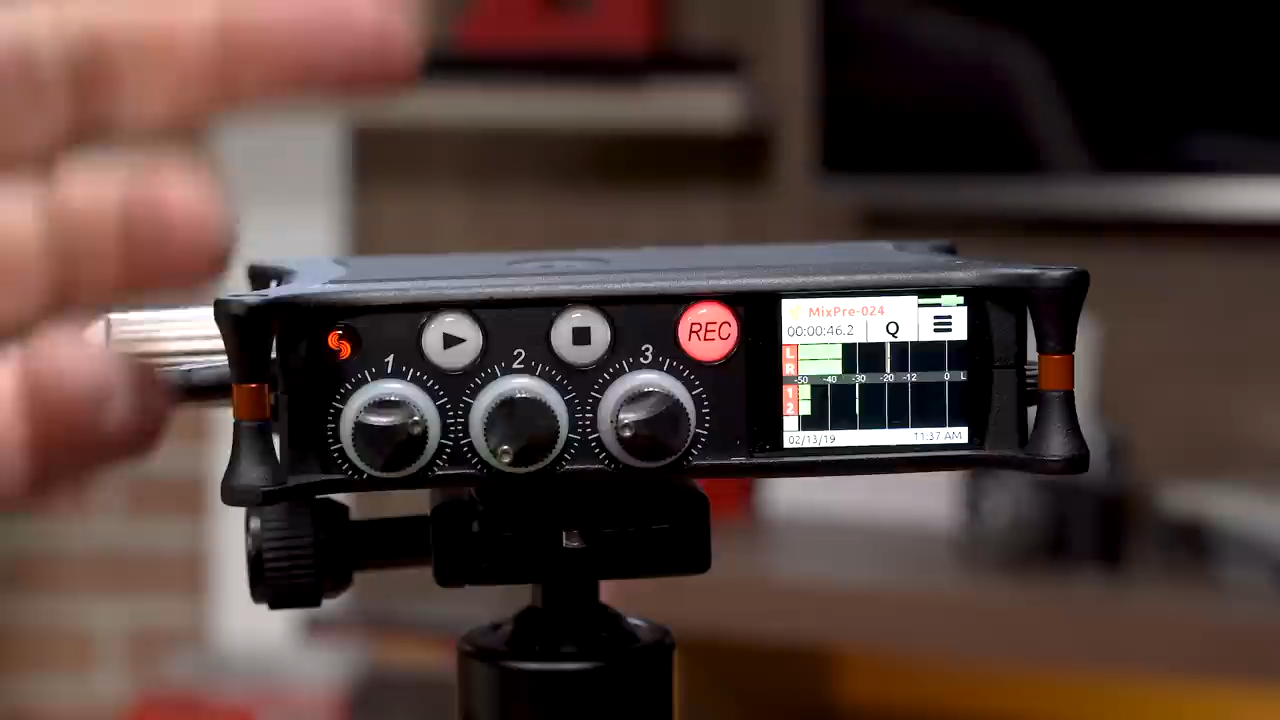 1
2
3
REC
MixPre-024
00:00:46.2
Q
L
R
-50 -40 -30 -20 -12 0 L
1
2
02/13/19 11:37 AM